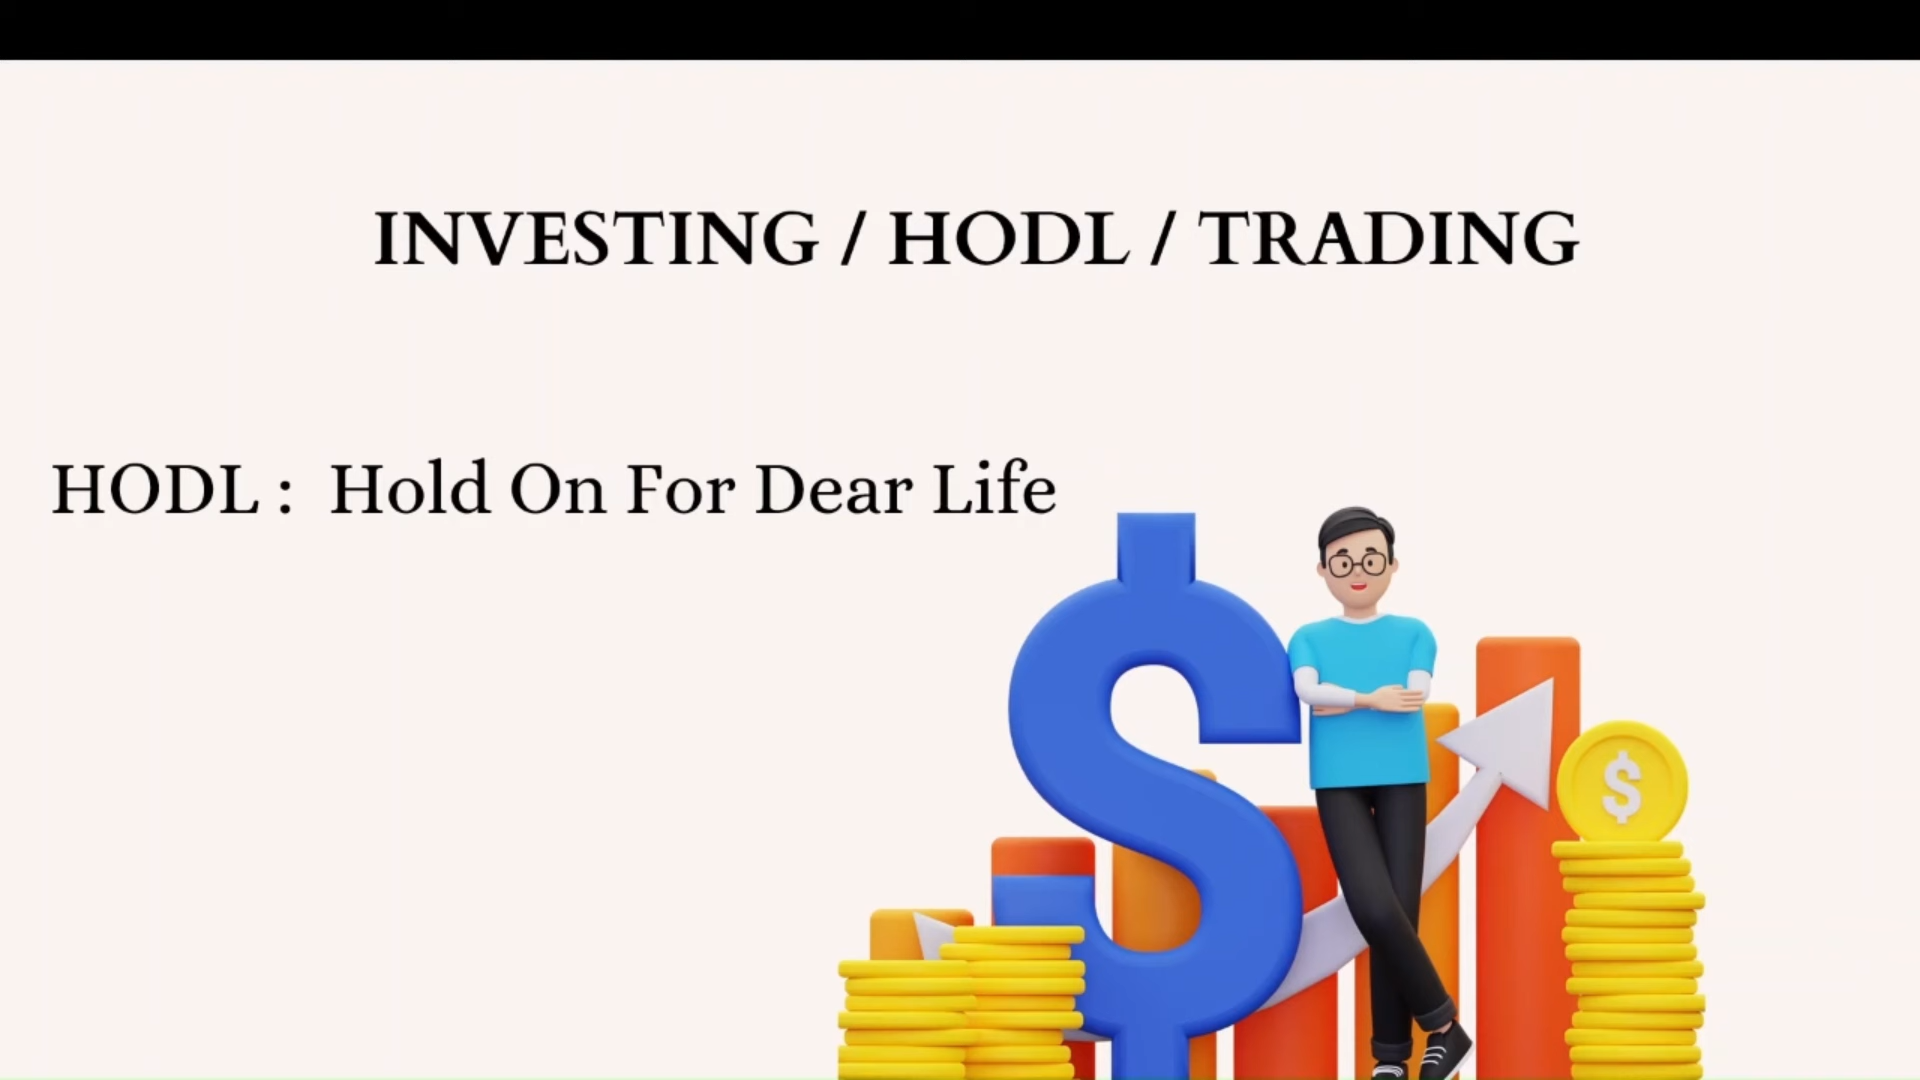 INVESTING / HODL / TRADING
HODL : Hold On For Dear Life
$
$